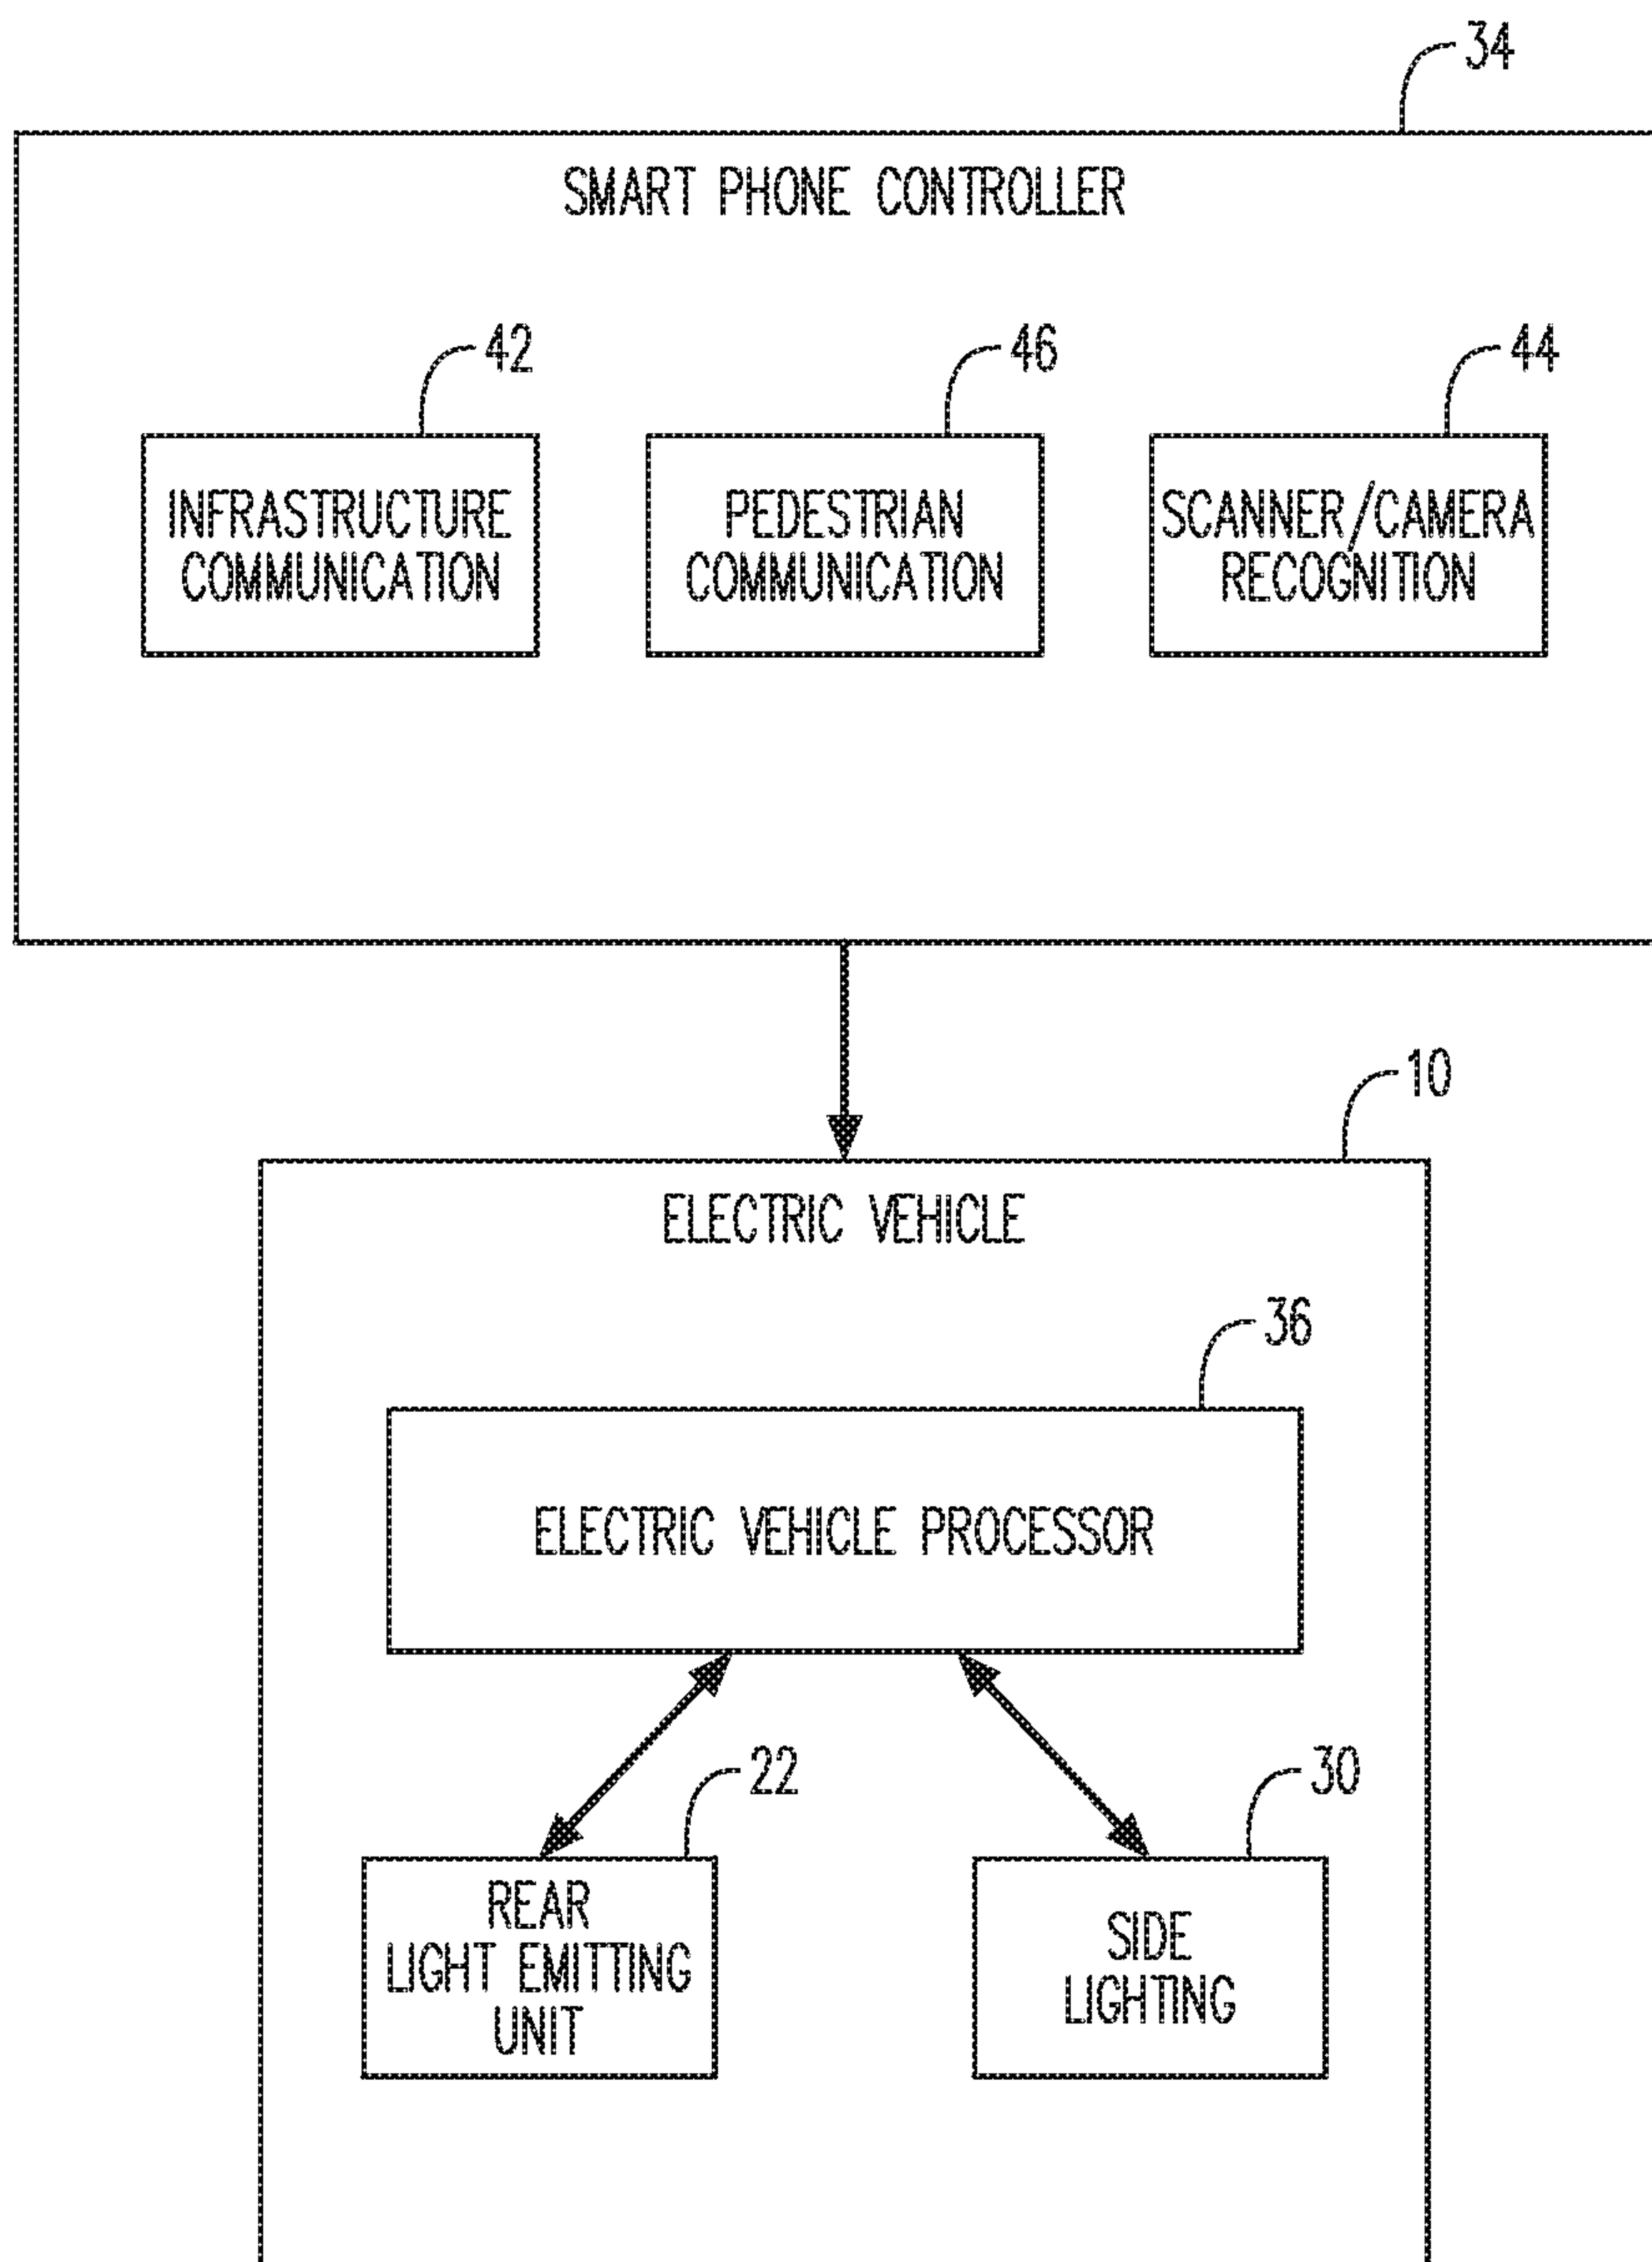 34
SMART PHONE CONTROLLER
42
46
44
INFRASTRUCTURE
COMMUNICATION
PEDESTRIAN
COMMUNICATION
SCANNER/CAMERA
RECOGNITION
10
ELECTRIC VEHICLE
36
ELECTRIC VEHICLE PROCESSOR
22
30
REAR
LIGHT EMITTING
UNIT
SIDE
LIGHTING